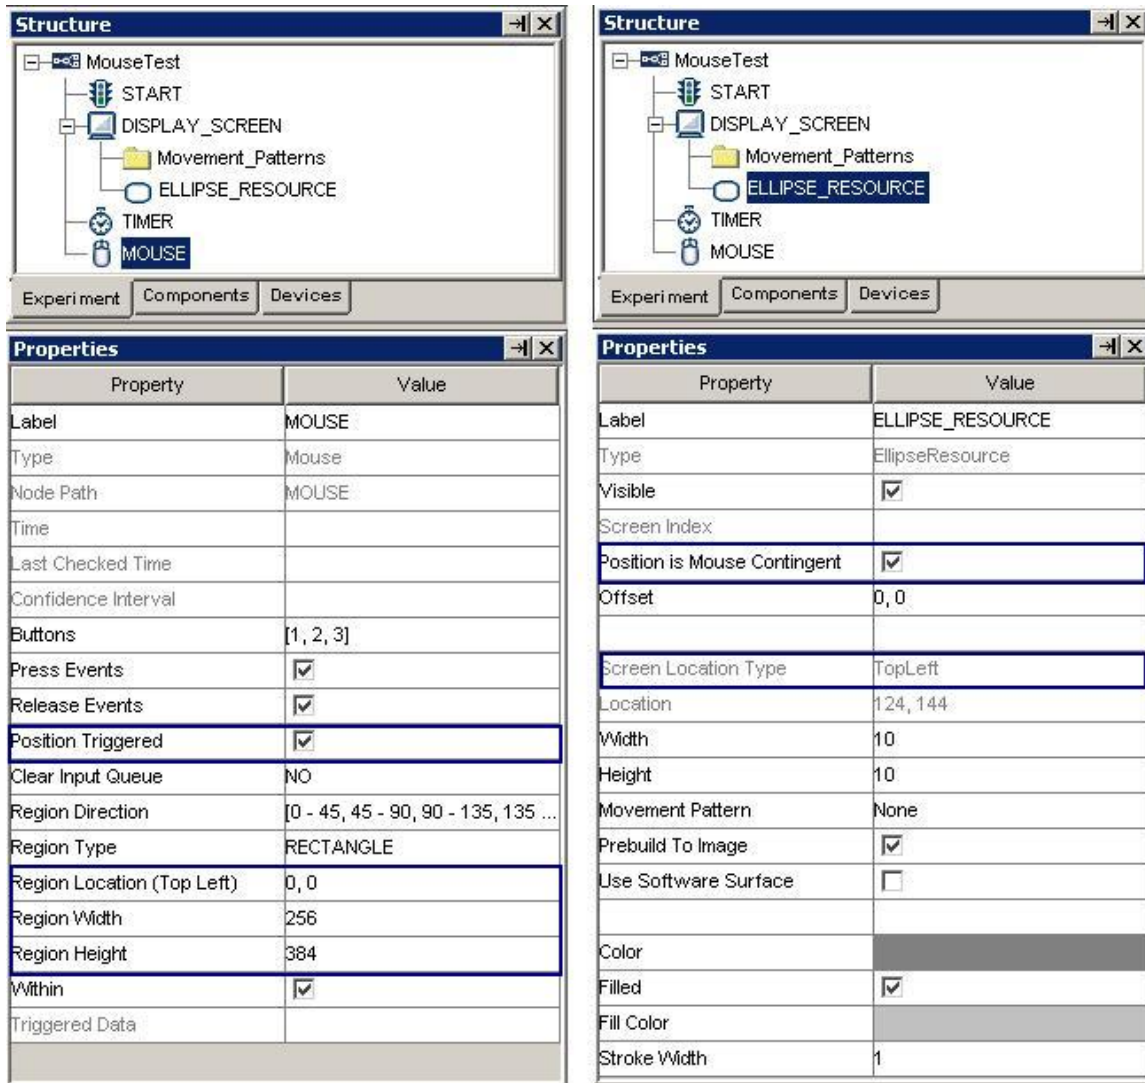 Structure
MouseTest
START
DISPLAY_SCREEN
Movement_Patterns
ELLIPSE_RESOURCE
TIMER
MOUSE
Experiment Components Devices
Properties
Property Value
Label MOUSE
Type Mouse
Node Path MOUSE
Time
Last Checked Time
Confidence Interval
Buttons [1, 2, 3]
Press Events
Release Events
Position Triggered
Clear Input Queue NO
Region Direction [0 - 45, 45 - 90, 90 - 135, 135 ...
Region Type RECTANGLE
Region Location (Top Left) 0, 0
Region Width 256
Region Height 384
Within
Triggered Data
Structure
MouseTest
START
DISPLAY_SCREEN
Movement_Patterns
ELLIPSE_RESOURCE
TIMER
MOUSE
Experiment Components Devices
Properties
Property Value
Label ELLIPSE_RESOURCE
Type EllipseResource
Visible
Screen Index
Position is Mouse Contingent
Offset 0, 0
Screen Location Type TopLeft
Location 124, 144
Width 10
Height 10
Movement Pattern None
Prebuild To Image
Use Software Surface
Color
Filled
Fill Color
Stroke Width 1